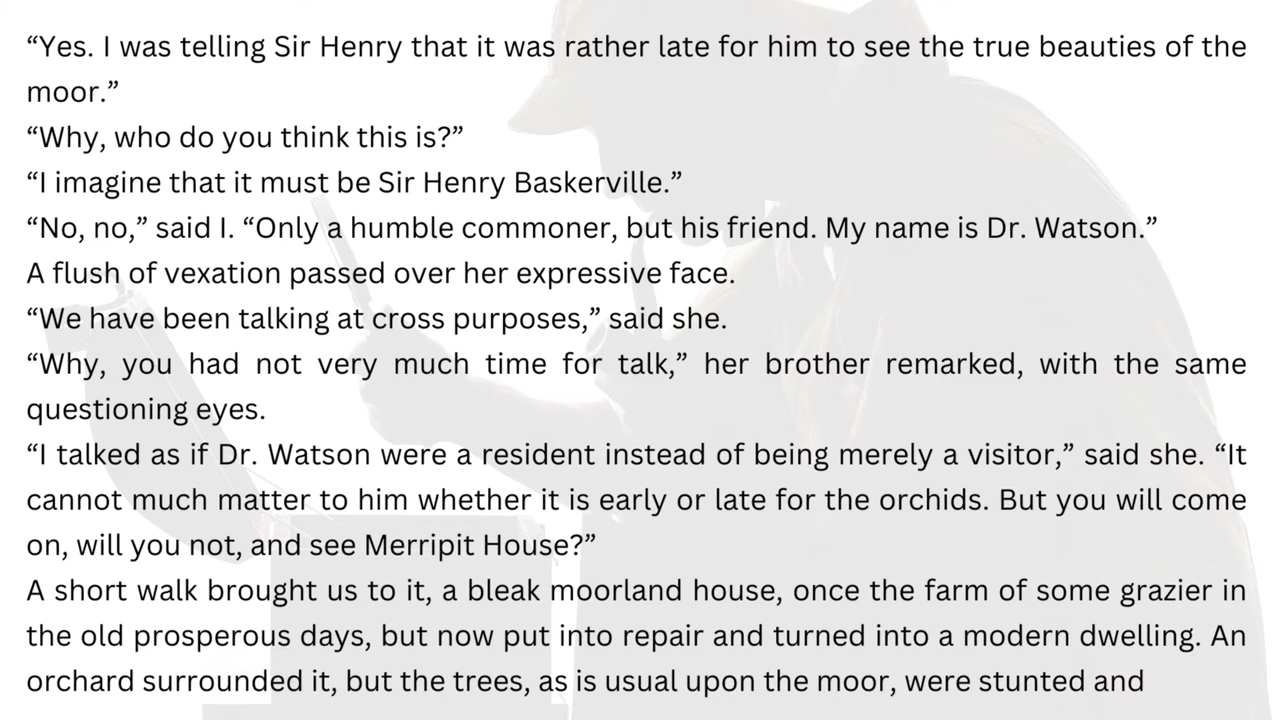 “Yes. I was telling Sir Henry that it was rather late for him to see the true beauties of the
moor.”
“Why, who do you think this is?”
“I imagine that it must be Sir Henry Baskerville.”
“No, no,” said I. “Only a humble commoner, but his friend. My name is Dr. Watson.”
A flush of vexation passed over her expressive face.
“We have been talking at cross purposes,” said she.
“Why, you had not very much time for talk,” her brother remarked, with the same
questioning eyes.
“I talked as if Dr. Watson were a resident instead of being merely a visitor,” said she. “It
cannot much matter to him whether it is early or late for the orchids. But you will come
on, will you not, and see Merripit House?”
A short walk brought us to it, a bleak moorland house, once the farm of some grazier in
the old prosperous days, but now put into repair and turned into a modern dwelling. An
orchard surrounded it, but the trees, as is usual upon the moor, were stunted and